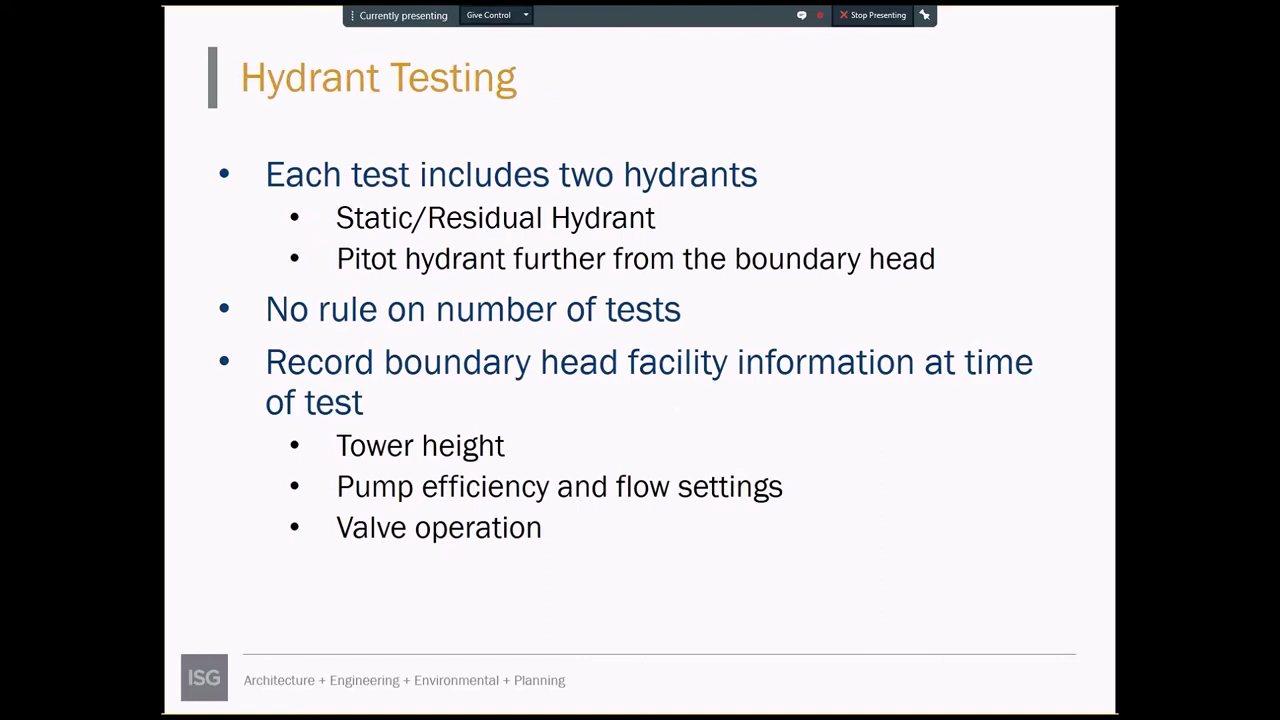 Currently presenting Give Control Stop Presenting
Hydrant Testing
• Each test includes two hydrants
• Static/Residual Hydrant
• Pitot hydrant further from the boundary head
• No rule on number of tests
• Record boundary head facility information at time
of test
• Tower height
• Pump efficiency and flow settings
• Valve operation
ISG Architecture + Engineering + Environmental + Planning